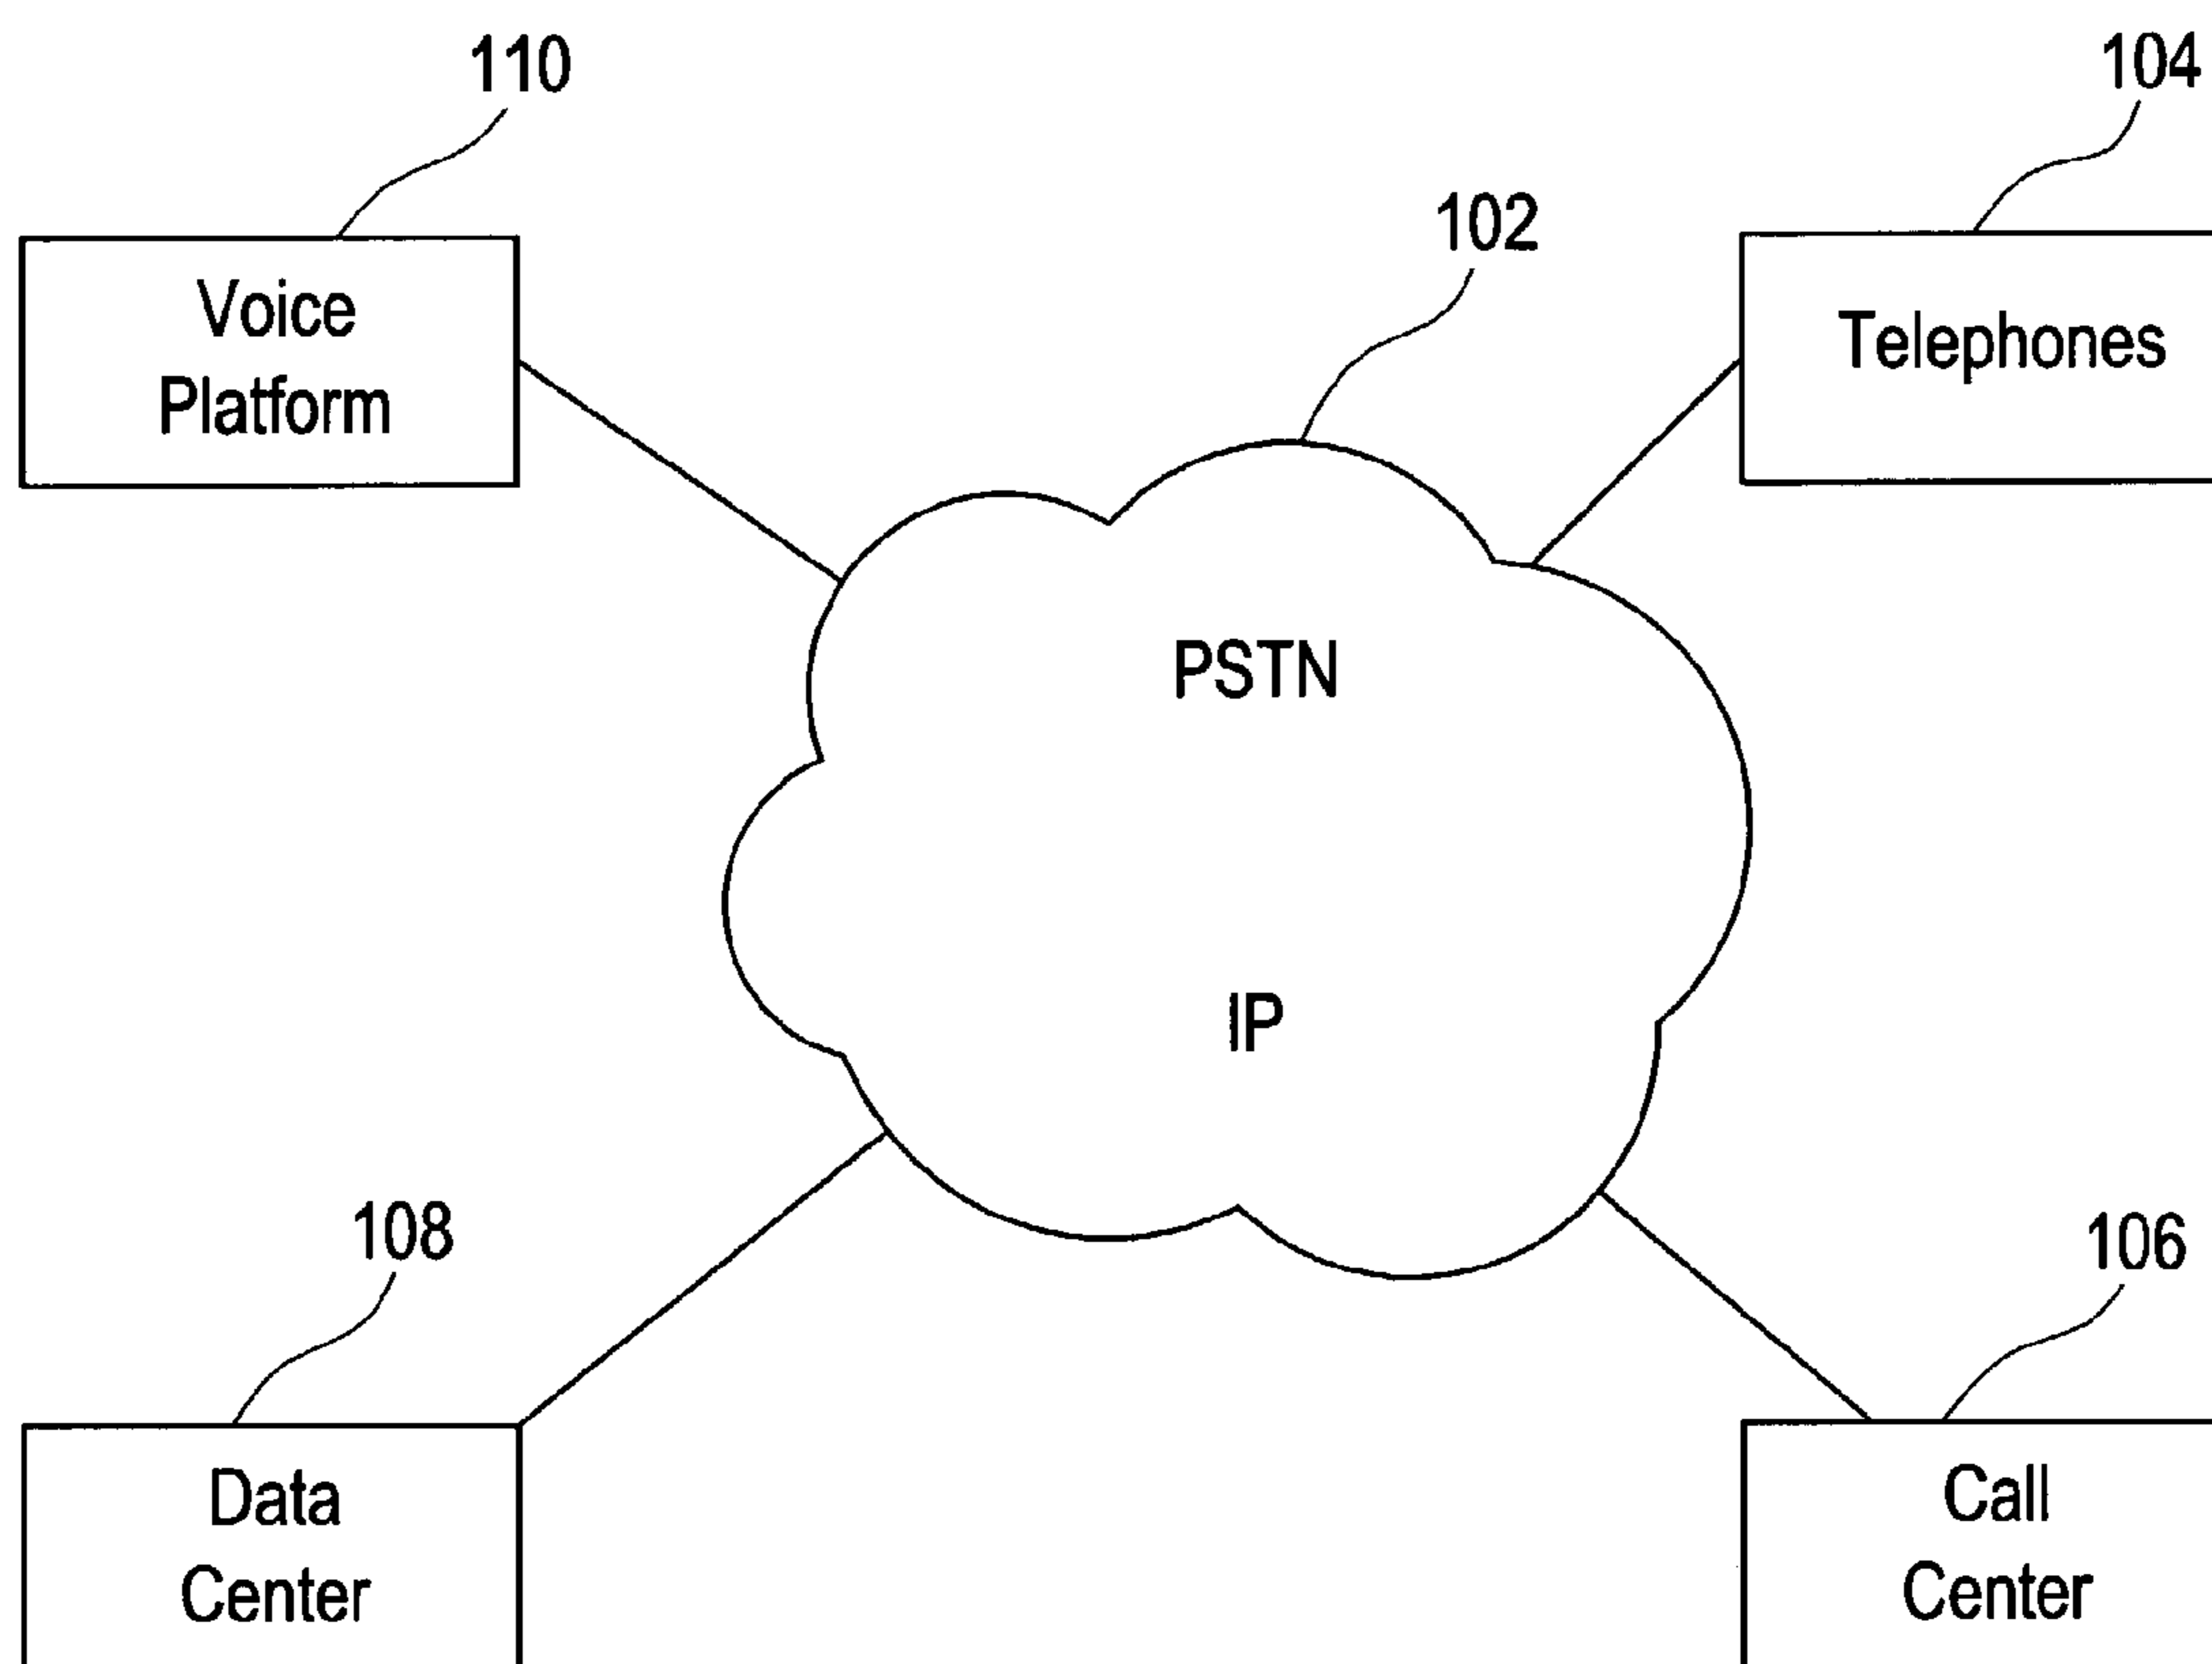 110
104
102
Voice
Platform
Telephones
PSTN
IP
108
106
Data
Center
Call
Center